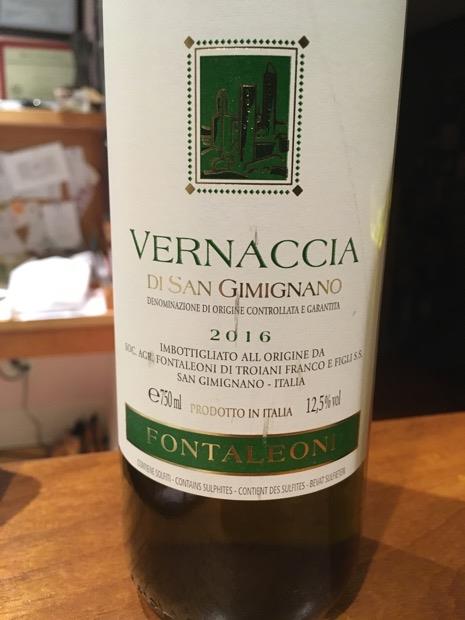 VERNACCIA
DI SAN GIMIGNANO
DENOMINAZIONE DI ORIGINE CONTROLLATA E GARANTITA
2016
IMBOTTIGLIATO ALL ORIGINE DA
SOC. AGR. FONTALEONI DI TROIANI FRANCO E FIGLI S.S.
SAN GIMIGNANO - ITALIA
℮750 ml PRODOTTO IN ITALIA 12,5% vol
FONTALEONI
CONTIENE SOLFITI - CONTAINS SULPHITES - CONTIENT DES SULFITES - BEVAT SULFIETEN